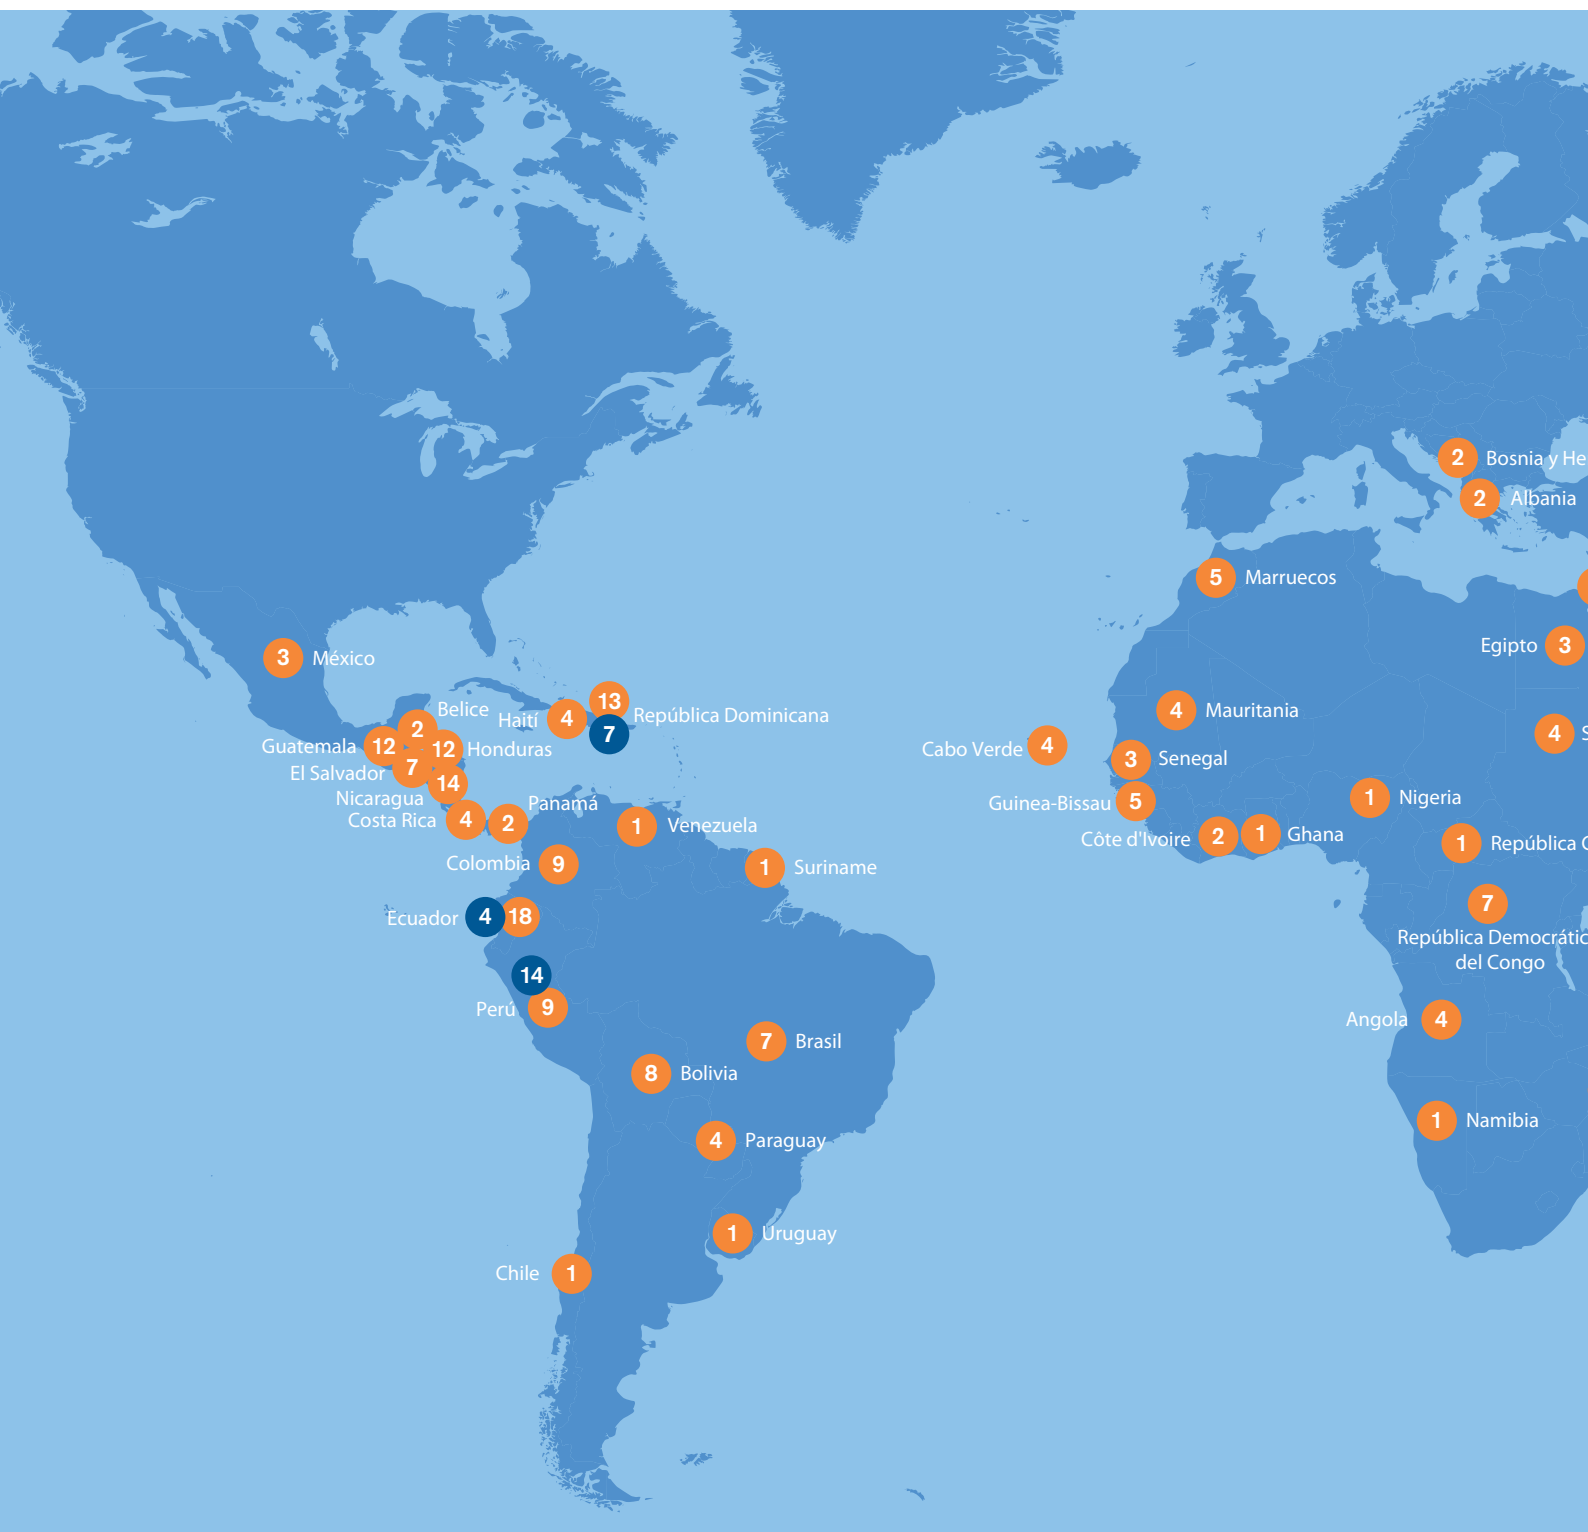 2
Bosnia y He
2
Albania
5
Marruecos
Egipto
3
3
México
Belice
2
Haití
4
13
República Dominicana
7
4
Mauritania
4
S
Cabo Verde
4
Guatemala
12
12
Honduras
3
Senegal
El Salvador
7
14
Nicaragua
Guinea-Bissau
5
1
Nigeria
Panamá
Costa Rica
4
2
1
Venezuela
Côte d'Ivoire
2
1
Ghana
1
República C
Colombia
9
1
Suriname
Ecuador
4
18
7
República Democrátic
del Congo
14
Perú
9
Angola
4
7
Brasil
8
Bolivia
1
Namibia
4
Paraguay
1
Uruguay
Chile
1